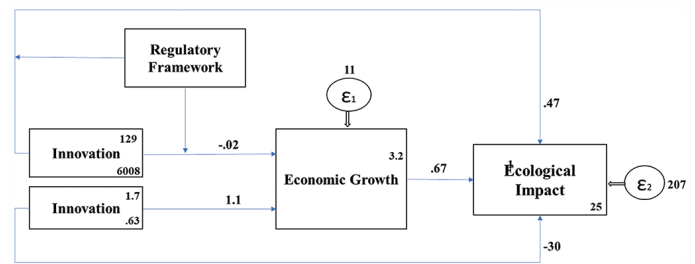 Regulatory
Framework
11
ε1
.47
129
Innovation
6008
-.02
3.2
Economic Growth
.67
1
Ecological
Impact
25
ε2
207
1.7
Innovation
.63
1.1
-30